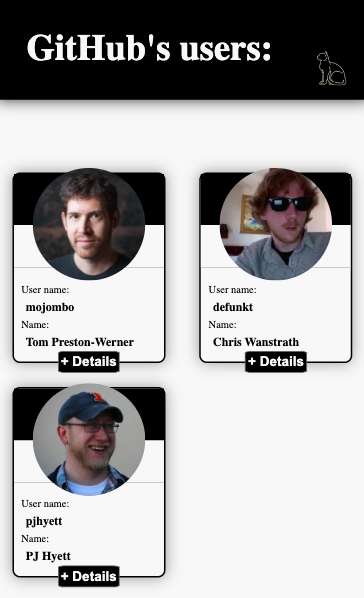 GitHub's users:
User name:
mojombo
Name:
Tom Preston-Werner
+ Details
User name:
defunkt
Name:
Chris Wanstrath
+ Details
User name:
pjhyett
Name:
PJ Hyett
+ Details